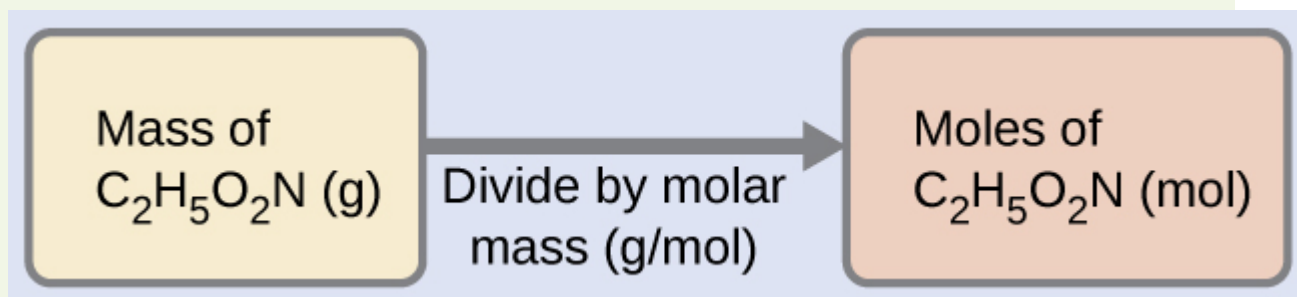 Mass of
C₂H₅O₂N (g)
Divide by molar
mass (g/mol)
Moles of
C₂H₅O₂N (mol)